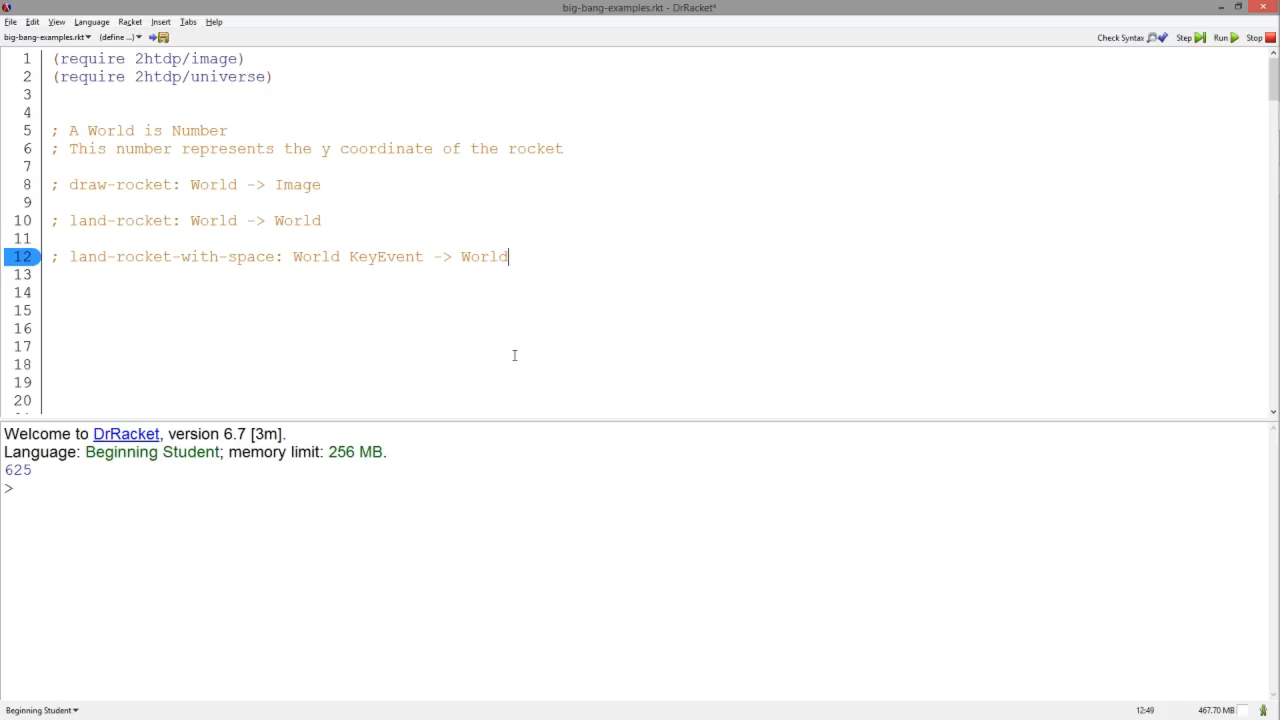 big-bang-examples.rkt - DrRacket*
File Edit View Language Racket Insert Tabs Help
big-bang-examples.rkt▾ (define ...)▾ Check Syntax Step Run Stop
1 (require 2htdp/image)
2 (require 2htdp/universe)
3
4
5 ; A World is Number
6 ; This number represents the y coordinate of the rocket
7
8 ; draw-rocket: World -> Image
9
10 ; land-rocket: World -> World
11
12 ; land-rocket-with-space: World KeyEvent -> World
13
14
15
16
17
18
19
20
Welcome to DrRacket, version 6.7 [3m].
Language: Beginning Student; memory limit: 256 MB.
625
>
Beginning Student▾ 12:49 467.70 MB